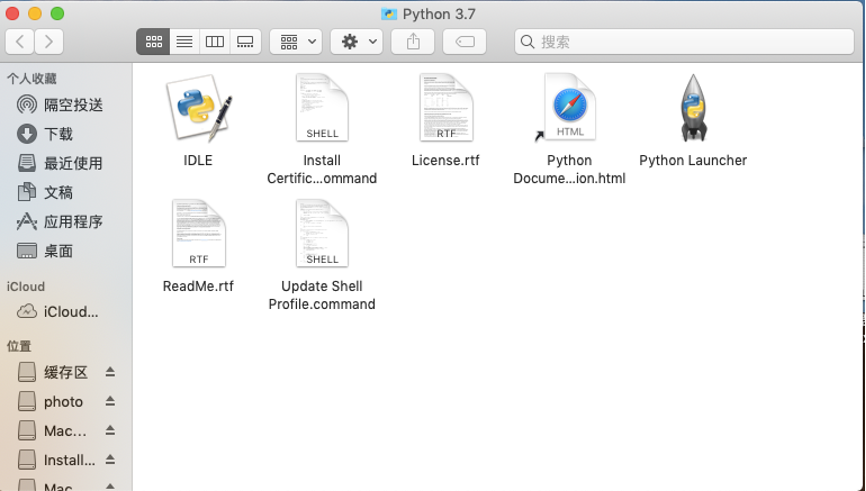 Python 3.7
搜索
个人收藏
隔空投送
下载
最近使用
文稿
应用程序
桌面
iCloud
iCloud...
位置
缓存区
photo
Mac...
Install...
Mac
SHELL
RTF
HTML
IDLE
Install
Certific...ommand
License.rtf
Python
Docume...ion.html
Python Launcher
RTF
SHELL
ReadMe.rtf
Update Shell
Profile.command